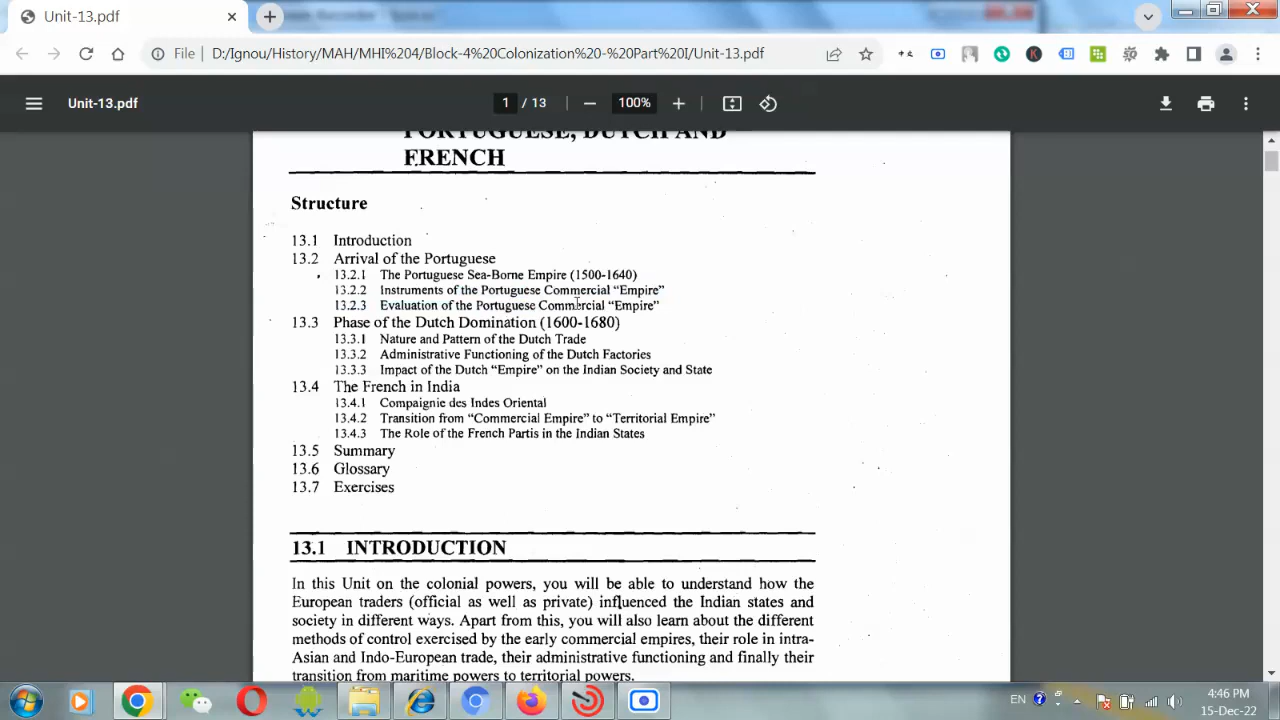 Unit-13.pdf
File
D:/Ignou/History/MAH/MHI%204/Block-4%20Colonization%20-%20Part%20I/Unit-13.pdf
Unit-13.pdf
1 / 13
100%
PORTUGUESE, DUTCH AND
FRENCH
Structure
13.1 Introduction
13.2 Arrival of the Portuguese
13.2.1 The Portuguese Sea-Borne Empire (1500-1640)
13.2.2 Instruments of the Portuguese Commercial “Empire”
13.2.3 Evaluation of the Portuguese Commercial “Empire”
13.3 Phase of the Dutch Domination (1600-1680)
13.3.1 Nature and Pattern of the Dutch Trade
13.3.2 Administrative Functioning of the Dutch Factories
13.3.3 Impact of the Dutch “Empire” on the Indian Society and State
13.4 The French in India
13.4.1 Compaignie des Indes Oriental
13.4.2 Transition from “Commercial Empire” to “Territorial Empire”
13.4.3 The Role of the French Partis in the Indian States
13.5 Summary
13.6 Glossary
13.7 Exercises
13.1 INTRODUCTION
In this Unit on the colonial powers, you will be able to understand how the
European traders (official as well as private) influenced the Indian states and
society in different ways. Apart from this, you will also learn about the different
methods of control exercised by the early commercial empires, their role in intra-
Asian and Indo-European trade, their administrative functioning and finally their
transition from maritime powers to territorial powers.
EN
4:46 PM
15-Dec-22